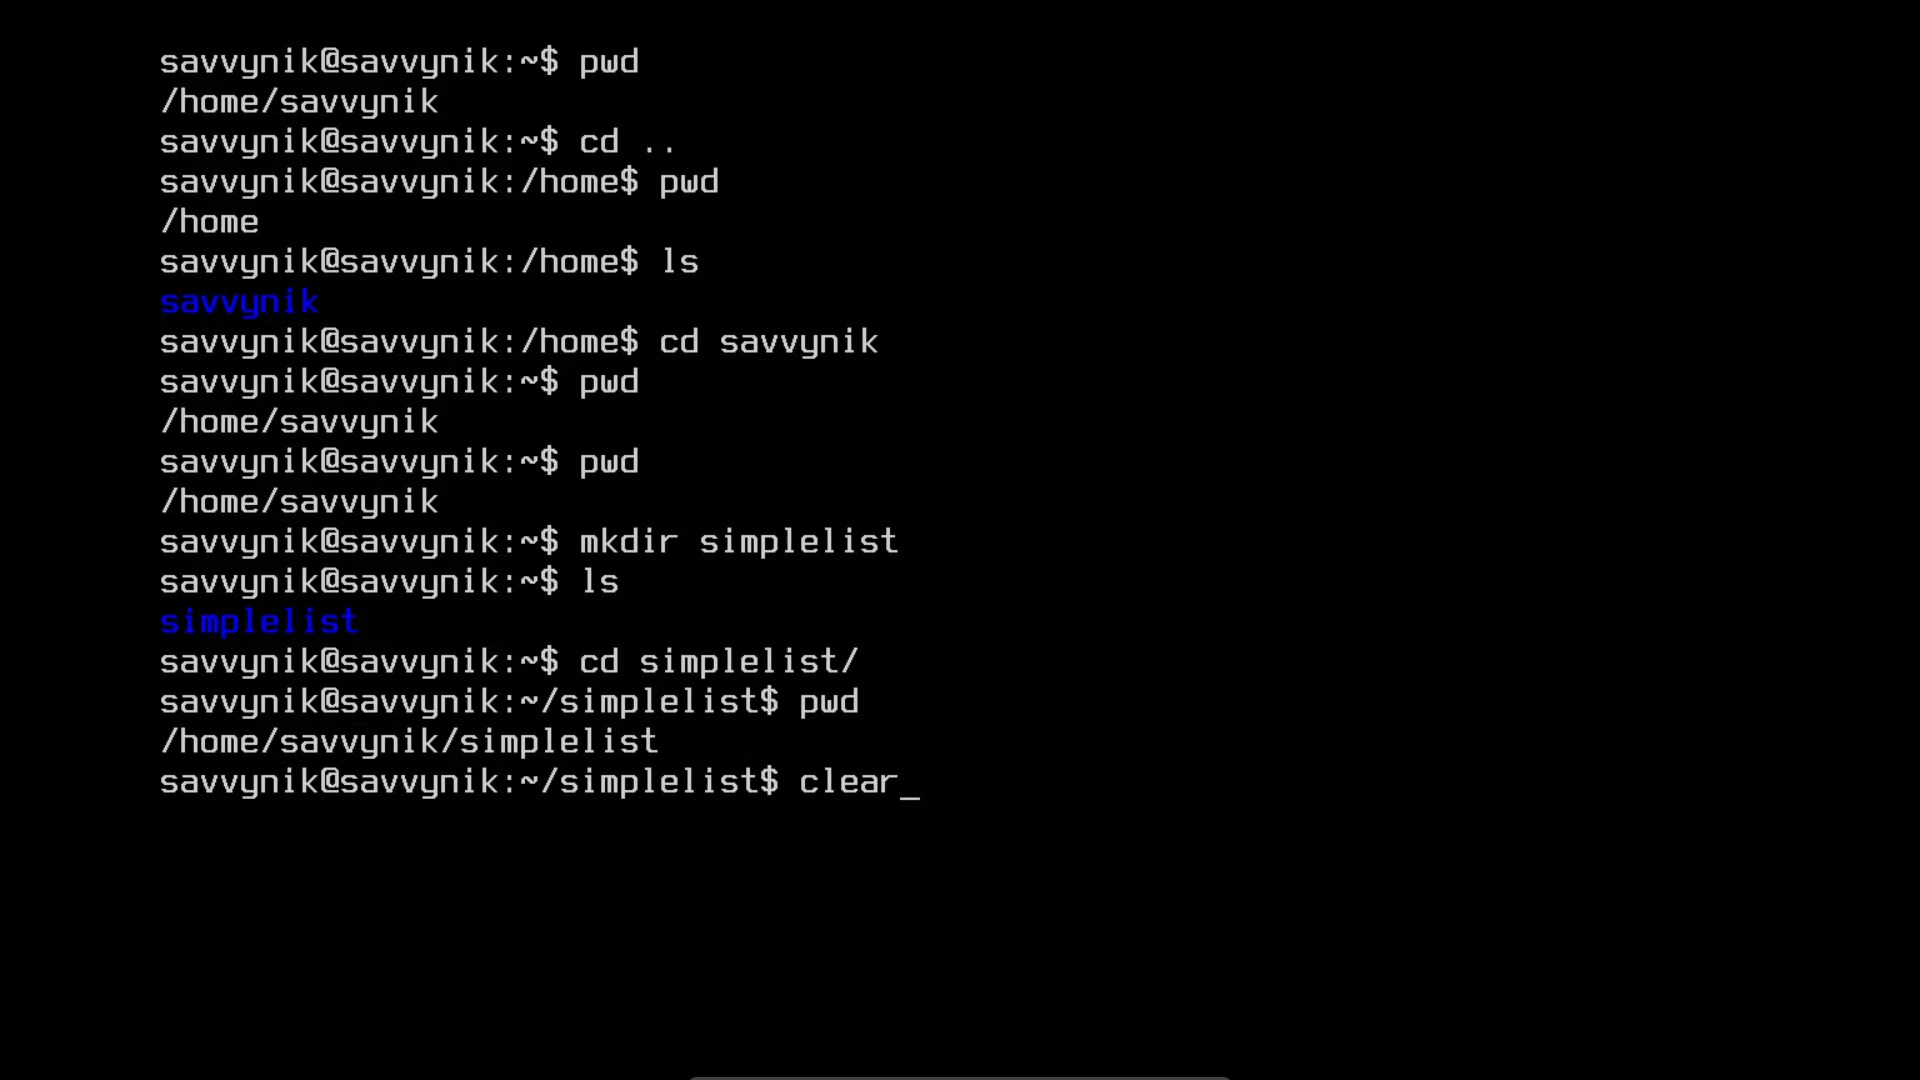 savvynik@savvynik:~$ pwd
/home/savvynik
savvynik@savvynik:~$ cd ..
savvynik@savvynik:/home$ pwd
/home
savvynik@savvynik:/home$ ls
savvynik
savvynik@savvynik:/home$ cd savvynik
savvynik@savvynik:~$ pwd
/home/savvynik
savvynik@savvynik:~$ pwd
/home/savvynik
savvynik@savvynik:~$ mkdir simplelist
savvynik@savvynik:~$ ls
simplelist
savvynik@savvynik:~$ cd simplelist/
savvynik@savvynik:~/simplelist$ pwd
/home/savvynik/simplelist
savvynik@savvynik:~/simplelist$ clear_